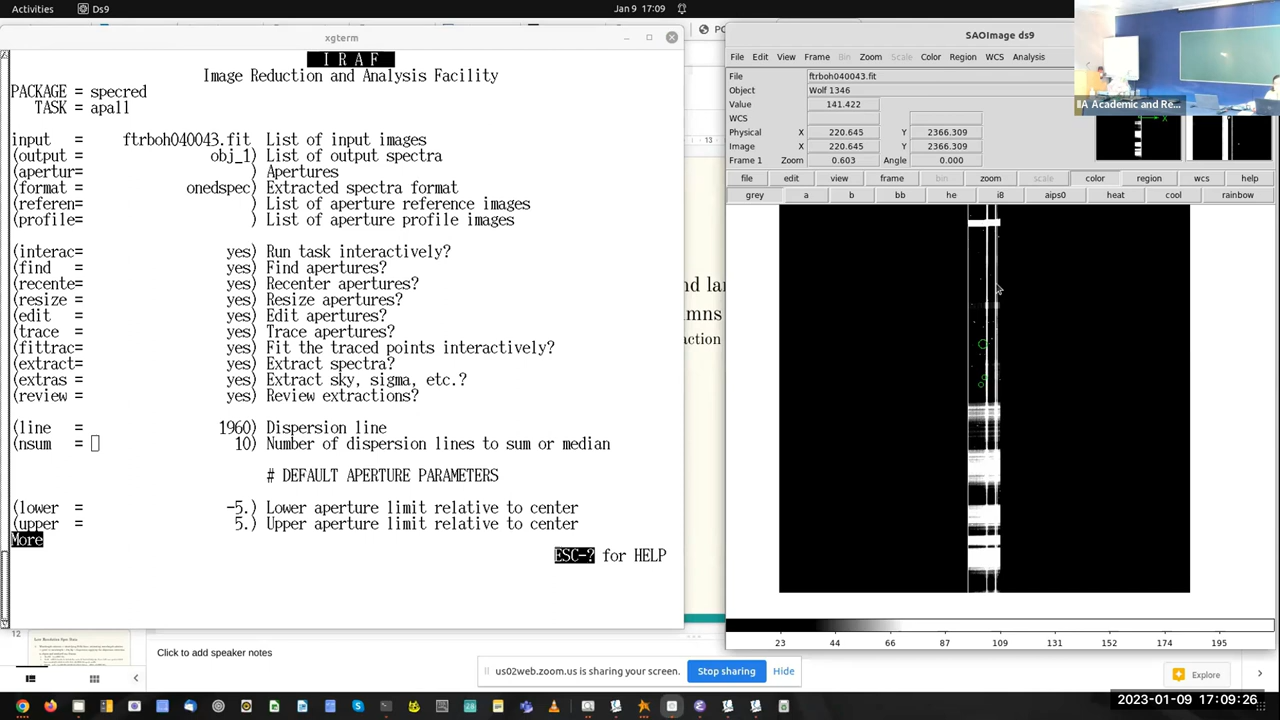 Activities Ds9 Jan 9 17:09
xgterm
I R A F
Image Reduction and Analysis Facility
PACKAGE = specred
TASK = apall
input = ftrboh040043.fit List of input images
(output = obj_1) List of output spectra
(apertur= ) Apertures
(format = onedspec) Extracted spectra format
(referen= ) List of aperture reference images
(profile= ) List of aperture profile images
(interac= yes) Run task interactively?
(find = yes) Find apertures?
(recente= yes) Recenter apertures?
(resize = yes) Resize apertures?
(edit = yes) Edit apertures?
(trace = yes) Trace apertures?
(fittrac= yes) Fit the traced points interactively?
(extract= yes) Extract spectra?
(extras = yes) Extract sky, sigma, etc.?
(review = yes) Review extractions?
(line = 1960) Dispersion line
(nsum = 10) Number of dispersion lines to sum or median
# DEFAULT APERTURE PARAMETERS
(lower = -5.) Lower aperture limit relative to center
(upper = 5.) Upper aperture limit relative to center
More
ESC-? for HELP
12
Click to add speaker notes
us02web.zoom.us is sharing your screen. Stop sharing Hide
SAOImage ds9
File Edit View Frame Bin Zoom Scale Color Region WCS Analysis
File ftrboh040043.fit
Object Wolf 1346
Value 141.422
WCS
Physical X 220.645 Y 2366.309
Image X 220.645 Y 2366.309
Frame 1 Zoom 0.603 Angle 0.000
IIA Academic and Re...
X
file edit view frame bin zoom scale color region wcs help
grey a b bb he i8 aips0 heat cool rainbow
13
action
23 44 66 87 109 131 152 174 195
Explore
2023-01-09 17:09:26